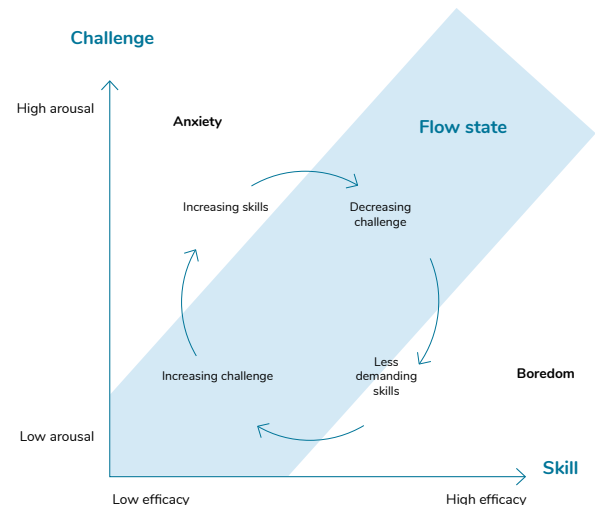 Challenge
High arousal
Anxiety
Flow state
Increasing skills
Decreasing
challenge
Increasing challenge
Less
demanding
skills
Boredom
Low arousal
Skill
Low efficacy
High efficacy